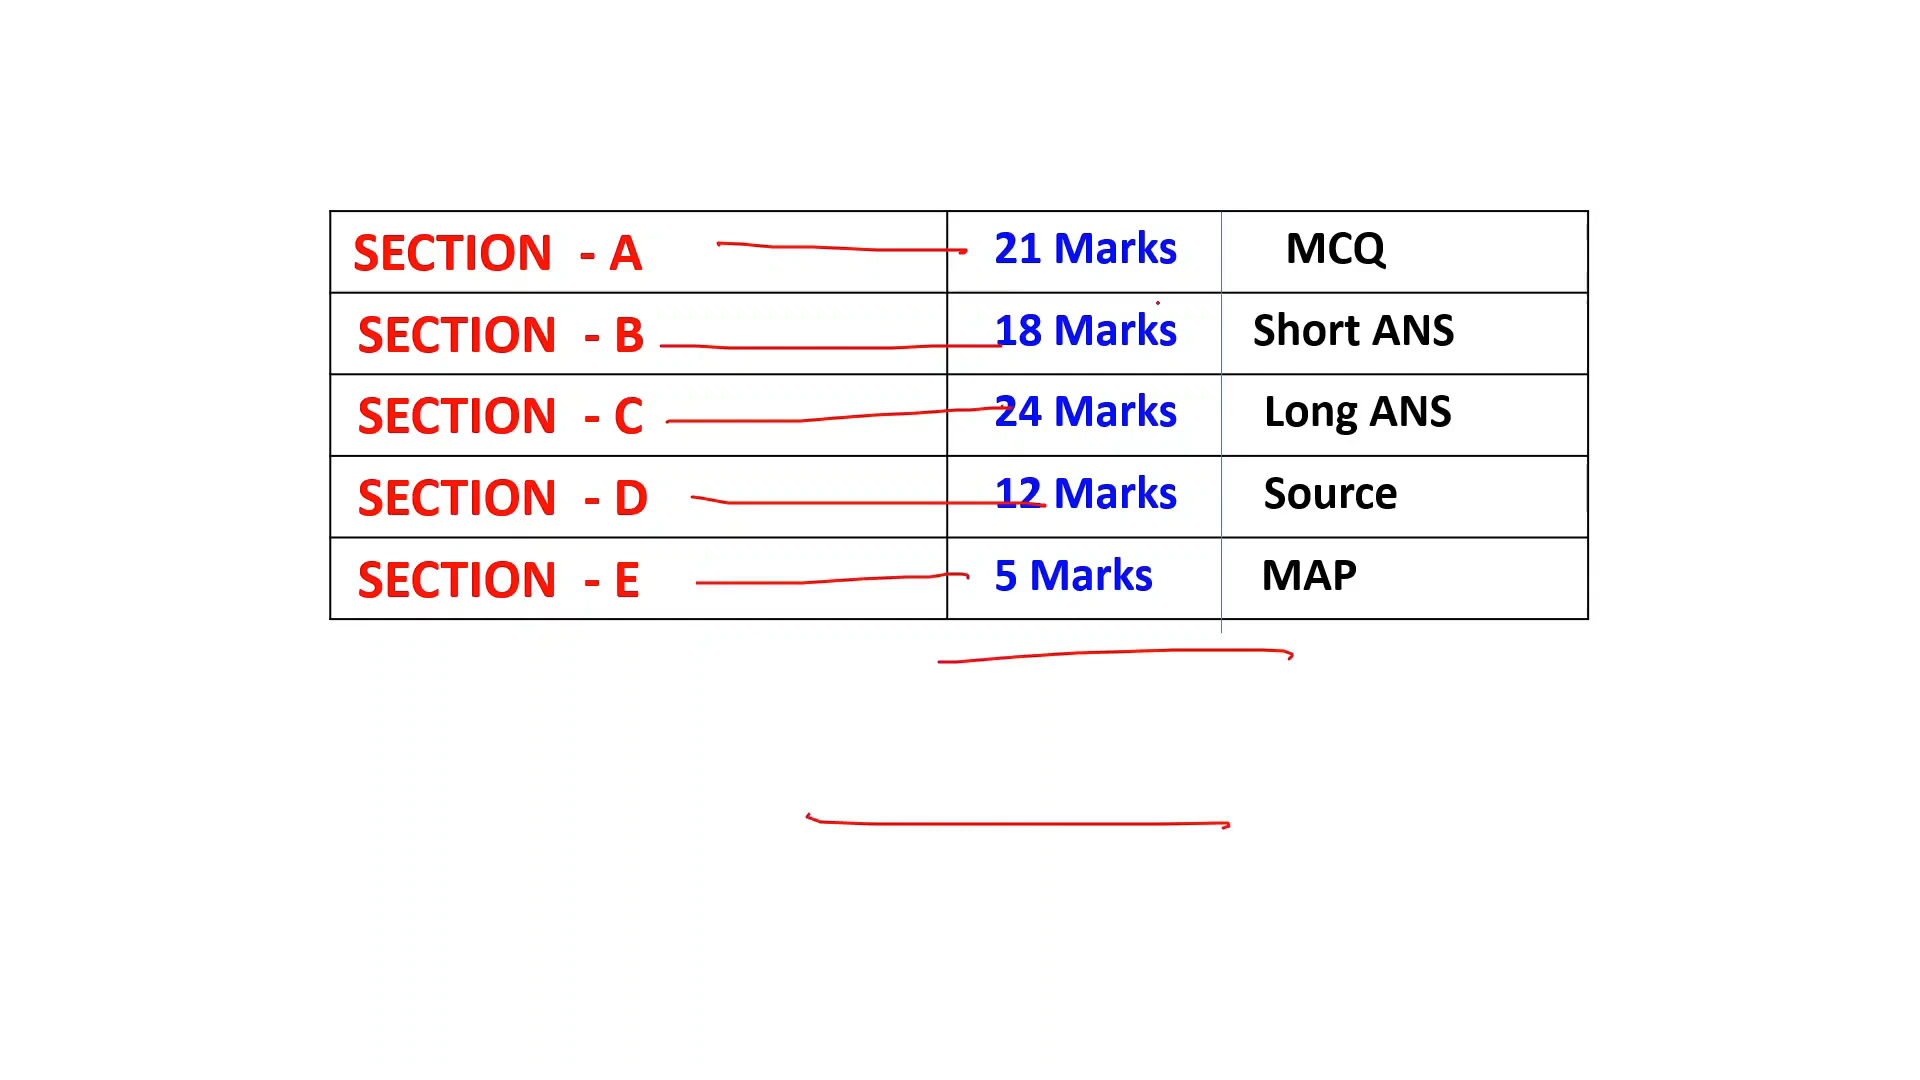 SECTION - A 21 Marks MCQ
SECTION - B 18 Marks Short ANS
SECTION - C 24 Marks Long ANS
SECTION - D 12 Marks Source
SECTION - E 5 Marks MAP